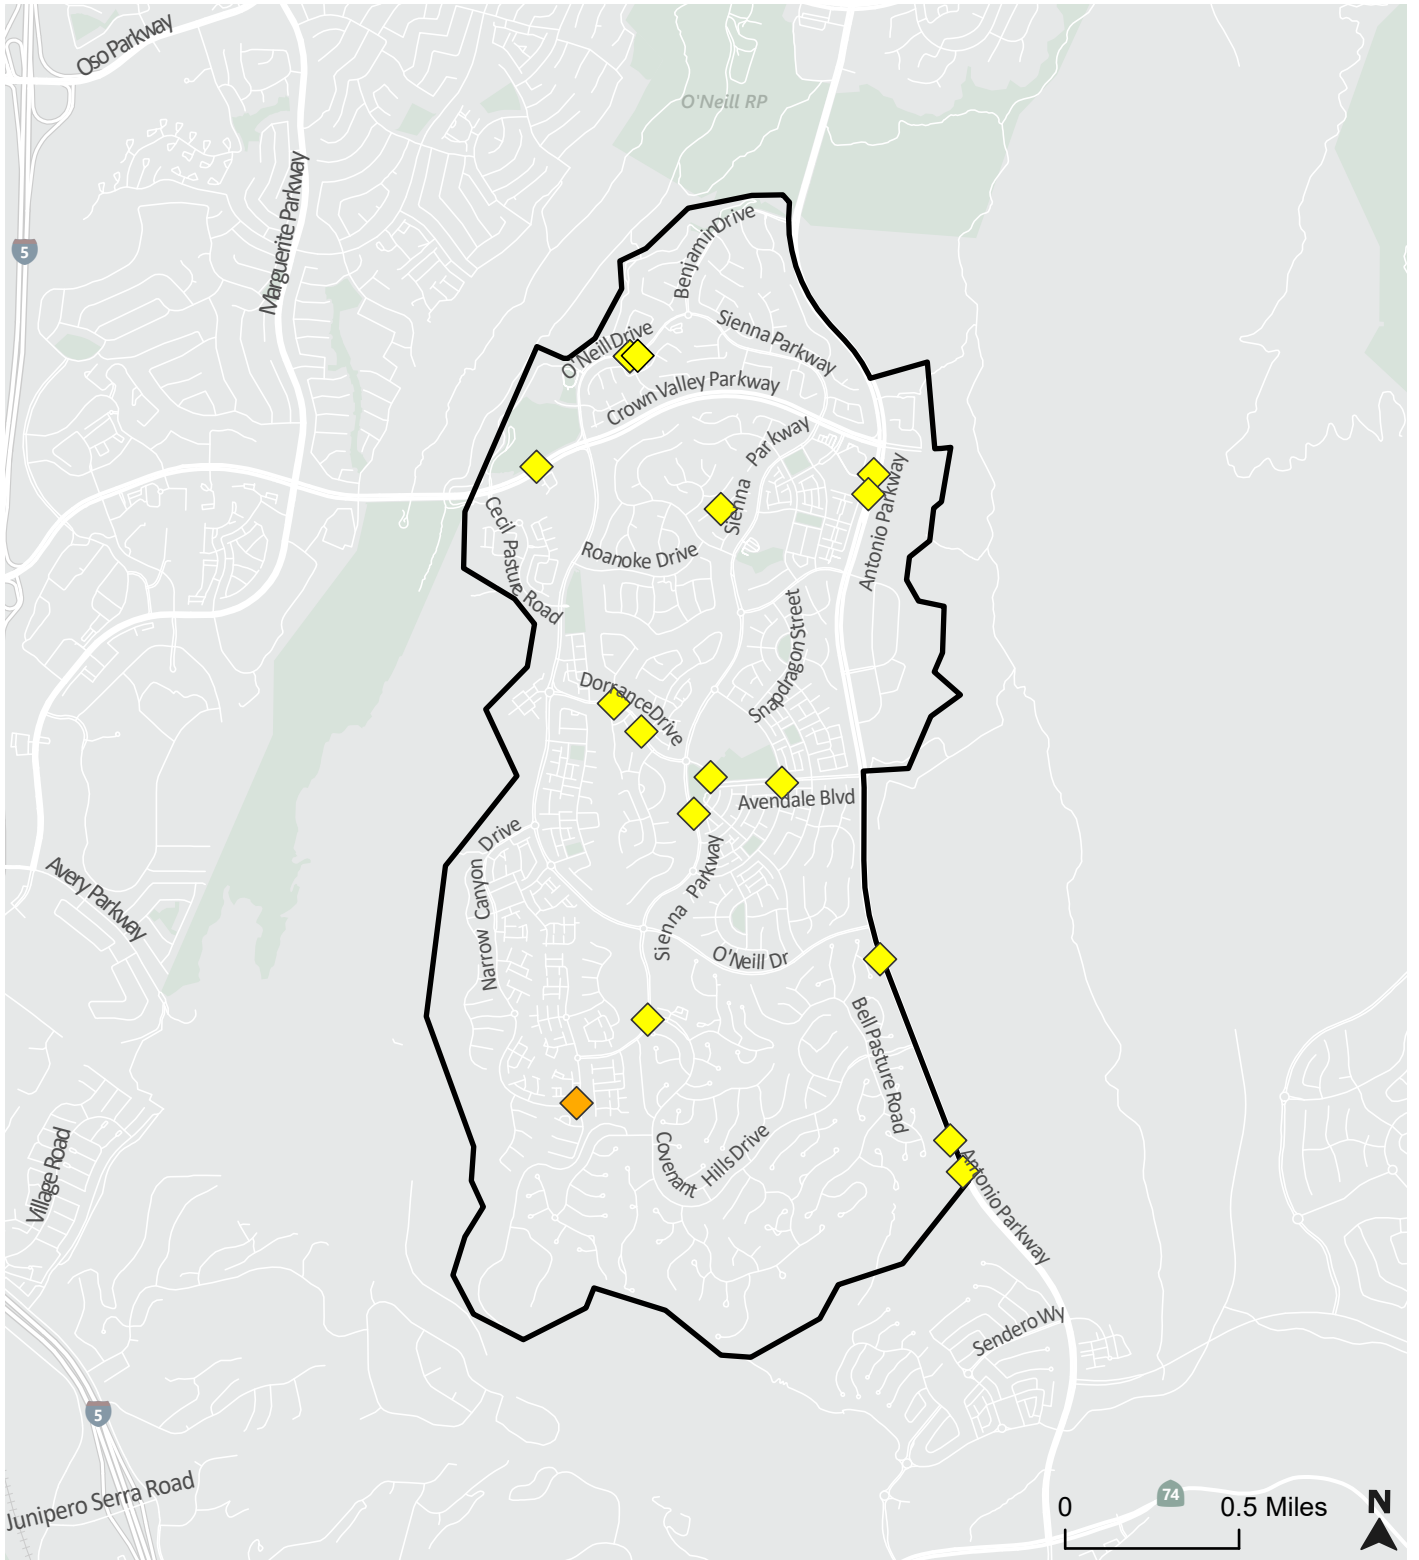 Oso Parkway
O'Neill RP
Marguerite Parkway
5
Benjamin Drive
Sienna Parkway
O'Neill Drive
Crown Valley Parkway
Sienna Parkway
Antonio Parkway
Cecil Pasture Road
Roanoke Drive
Snapdragon Street
Dorrance Drive
Avendale Blvd
Narrow Canyon Drive
Sienna Parkway
Avery Parkway
O'Neill Dr
Bell Pasture Road
Covenant Hills Drive
Antonio Parkway
Village Road
Sendero Wy
5
Junipero Serra Road
74
0 0.5 Miles
N